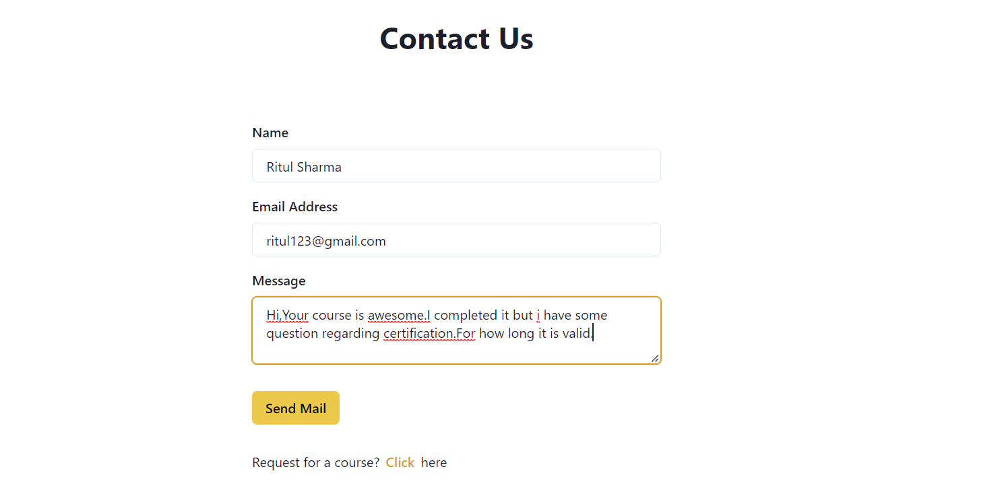 Contact Us
Name
Ritul Sharma
Email Address
ritul123@gmail.com
Message
Hi,Your course is awesome.I completed it but i have some
question regarding certification.For how long it is valid.
Send Mail
Request for a course? Click here